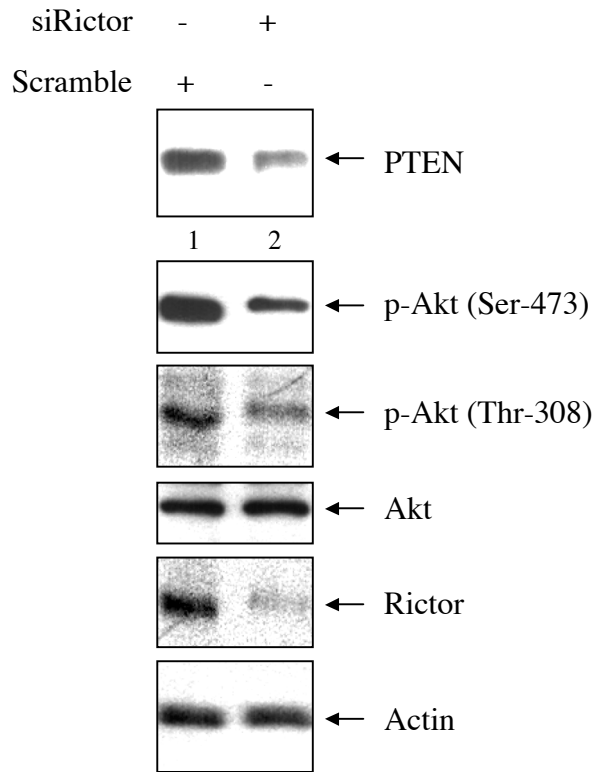 siRictor - +
Scramble + -
PTEN
1 2
p-Akt (Ser-473)
p-Akt (Thr-308)
Akt
Rictor
Actin